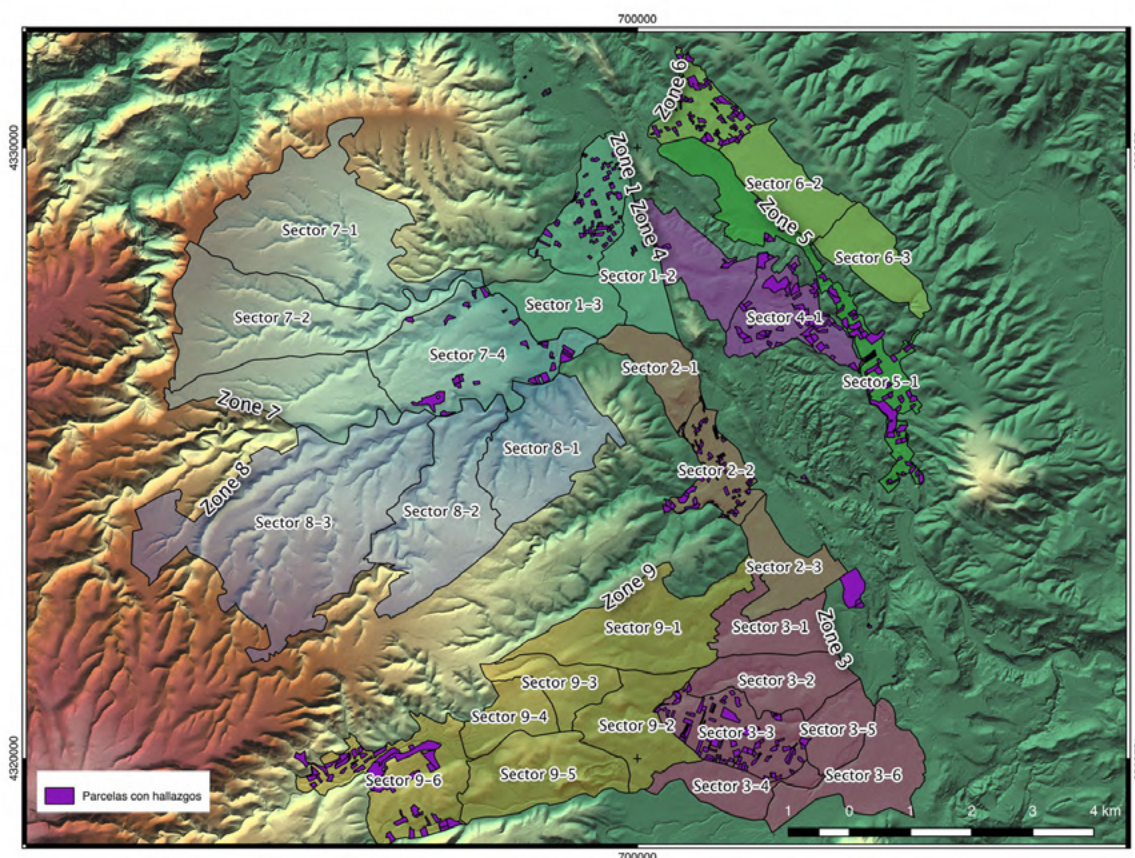 700000
Zone 6
4330000
4330000
Zone 1
Sector 6-2
Sector 7-1
Zone 4
Zone 5
Sector 6-3
Sector 1-2
Sector 1-3
Sector 7-2
Sector 4-1
Sector 7-4
Sector 2-1
Sector 5-1
Zone 7
Sector 8-1
Zone 8
Sector 2-2
Sector 8-2
Sector 8-3
Sector 2-3
Zone 9
Sector 9-1
Sector 3-1
Zone 3
Sector 9-3
Sector 3-2
Sector 9-4
Sector 9-2
Sector 3-3
Sector 3-5
4320000
Sector 9-6
Sector 9-5
Sector 3-4
Sector 3-6
Parcelas con hallazgos
1 0 1 2 3 4 km
700000